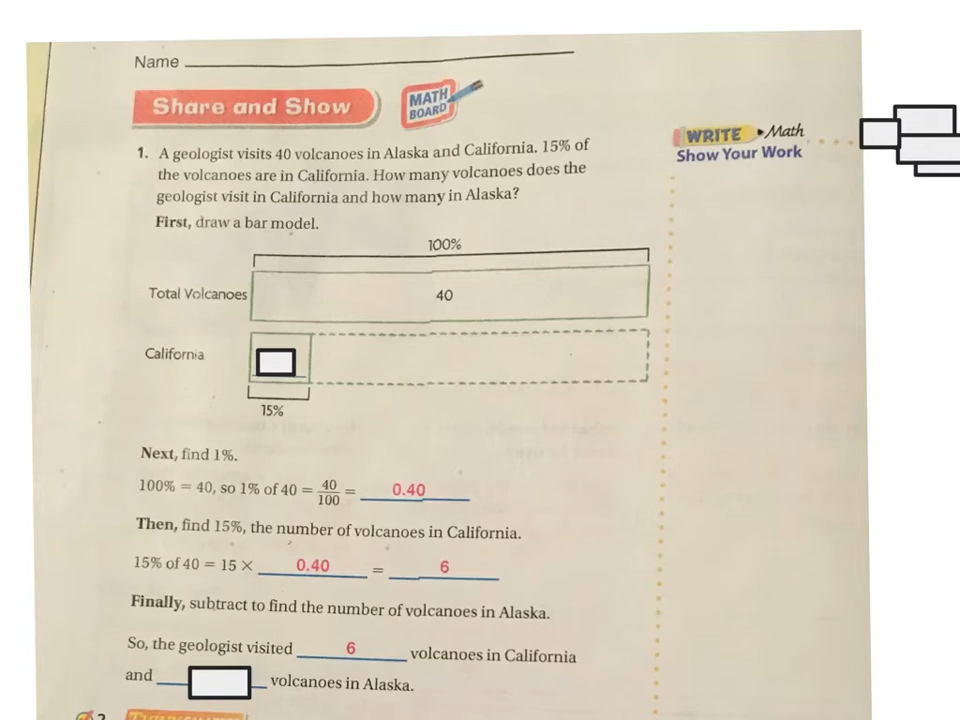 Name
Share and Show
MATH BOARD
WRITE ▸Math
Show Your Work
1. A geologist visits 40 volcanoes in Alaska and California. 15% of
the volcanoes are in California. How many volcanoes does the
geologist visit in California and how many in Alaska?
First, draw a bar model.
100%
Total Volcanoes 40
California
15%
Next, find 1%.
100% = 40, so 1% of 40 = 40/100 = 0.40
Then, find 15%, the number of volcanoes in California.
15% of 40 = 15 × 0.40 = 6
Finally, subtract to find the number of volcanoes in Alaska.
So, the geologist visited 6 volcanoes in California
and volcanoes in Alaska.